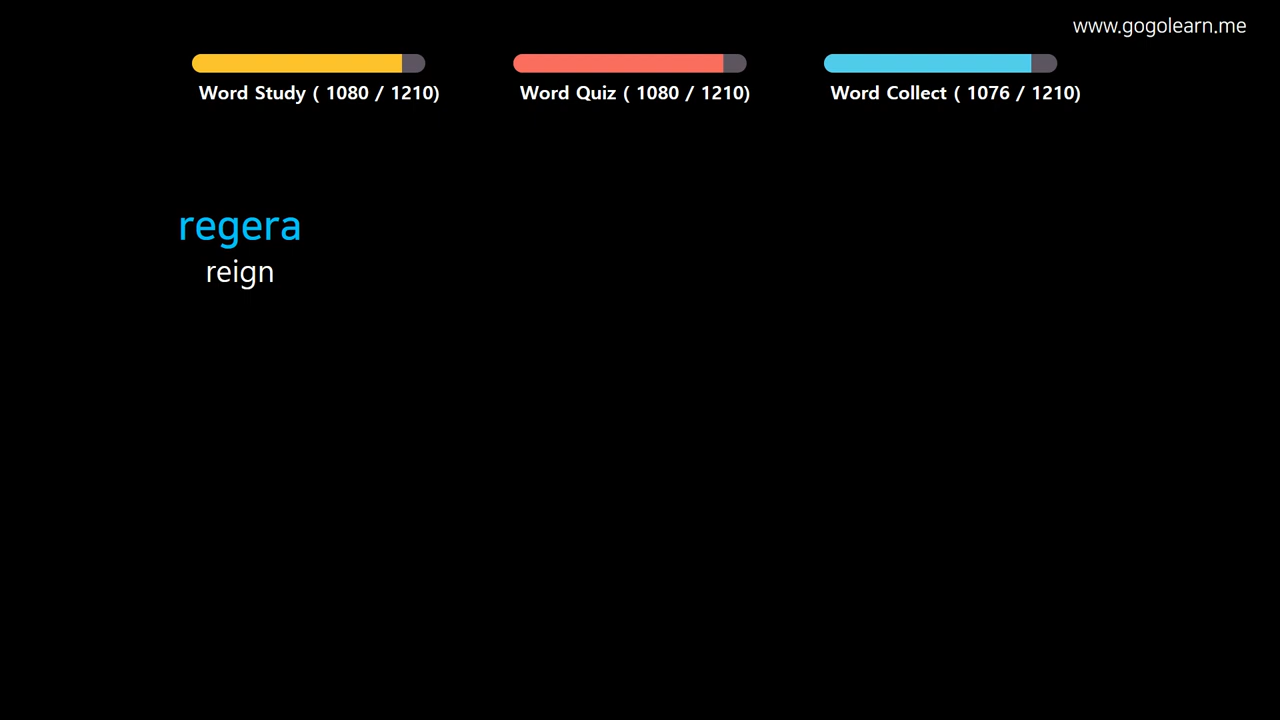 www.gogolearn.me
Word Study ( 1080 / 1210)
Word Quiz ( 1080 / 1210)
Word Collect ( 1076 / 1210)
regera
reign